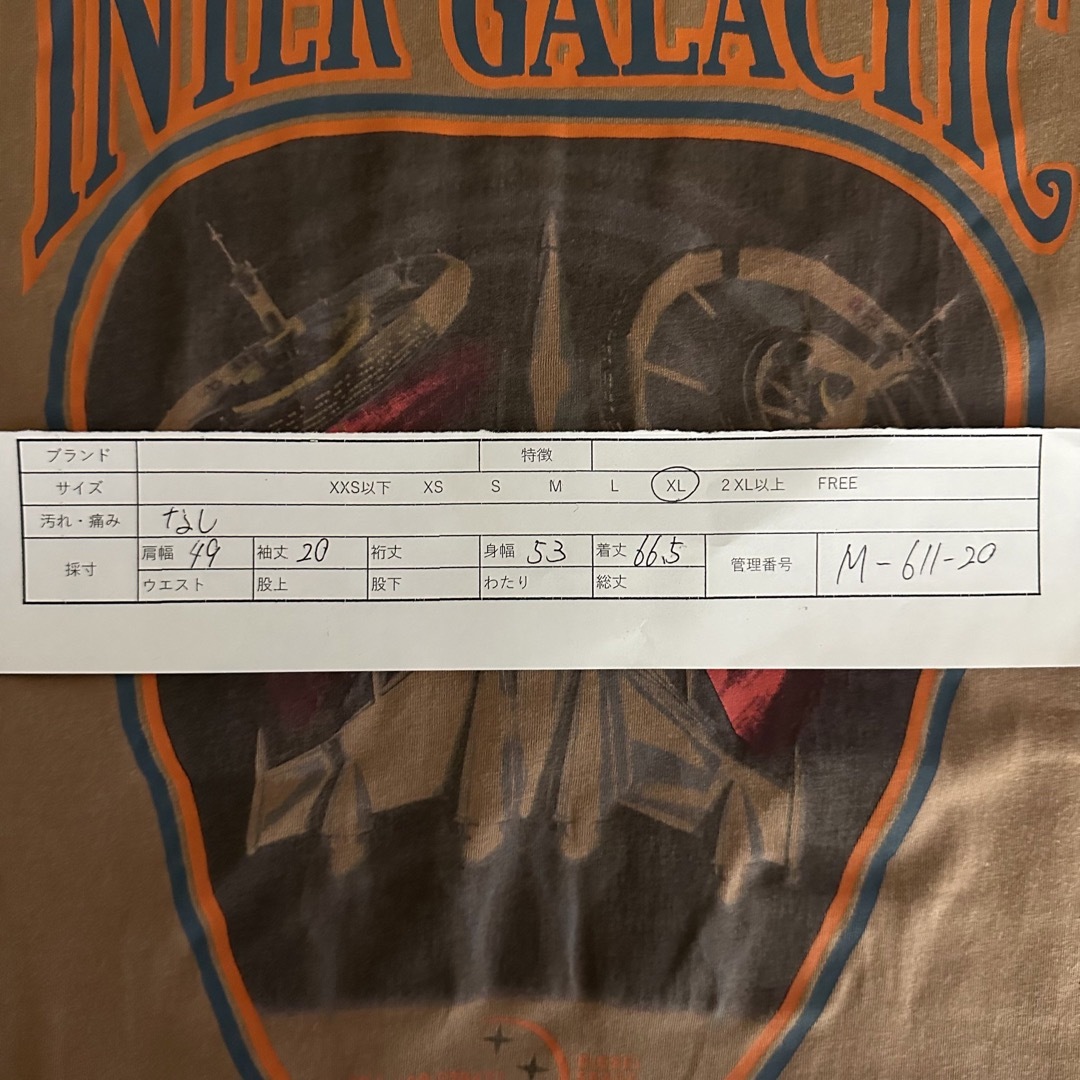 INTER GALACTIC
ブランド 特徴
サイズ XXS以下 XS S M L XL 2XL以上 FREE
汚れ・痛み なし
採寸 肩幅 49 袖丈 20 裄丈 身幅 53 着丈 66.5 管理番号 M-611-20
ウエスト 股上 股下 わたり 総丈